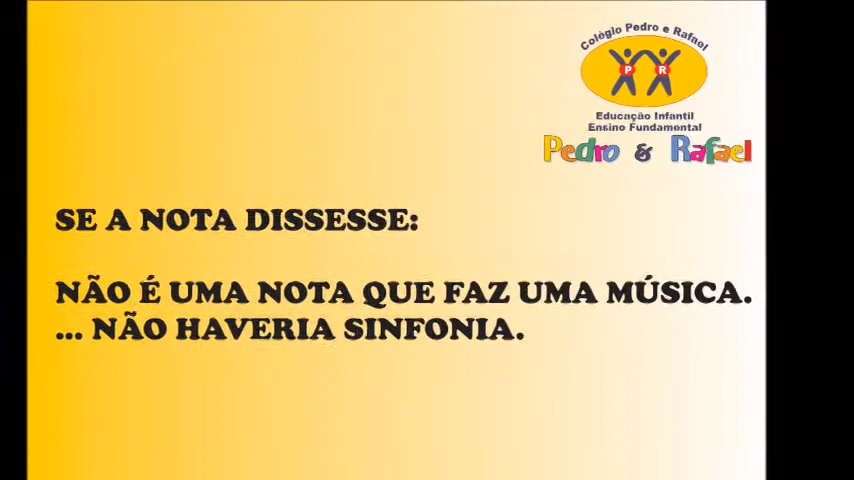 Colégio Pedro e Rafael
P R
Educação Infantil
Ensino Fundamental
Pedro & Rafael
SE A NOTA DISSESSE:
NÃO É UMA NOTA QUE FAZ UMA MÚSICA.
... NÃO HAVERIA SINFONIA.